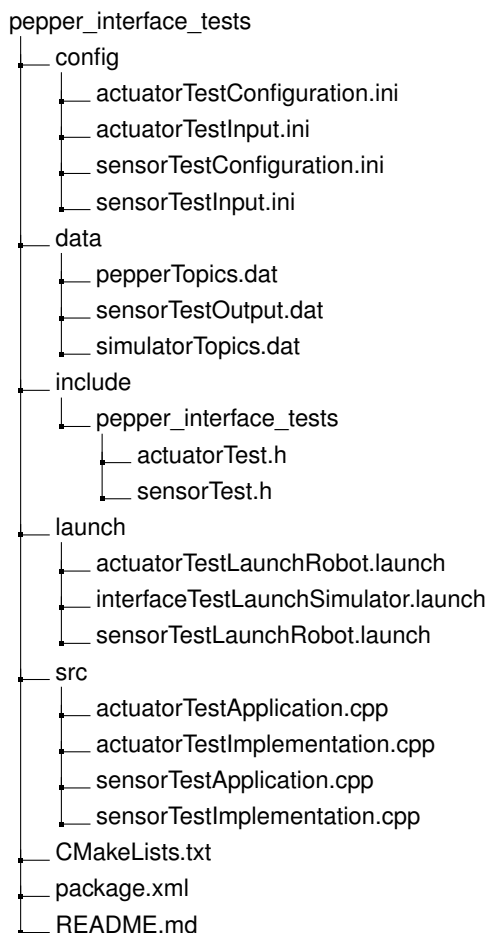 pepper_interface_tests
config
actuatorTestConfiguration.ini
actuatorTestInput.ini
sensorTestConfiguration.ini
sensorTestInput.ini
data
pepperTopics.dat
sensorTestOutput.dat
simulatorTopics.dat
include
pepper_interface_tests
actuatorTest.h
sensorTest.h
launch
actuatorTestLaunchRobot.launch
interfaceTestLaunchSimulator.launch
sensorTestLaunchRobot.launch
src
actuatorTestApplication.cpp
actuatorTestImplementation.cpp
sensorTestApplication.cpp
sensorTestImplementation.cpp
CMakeLists.txt
package.xml
README.md